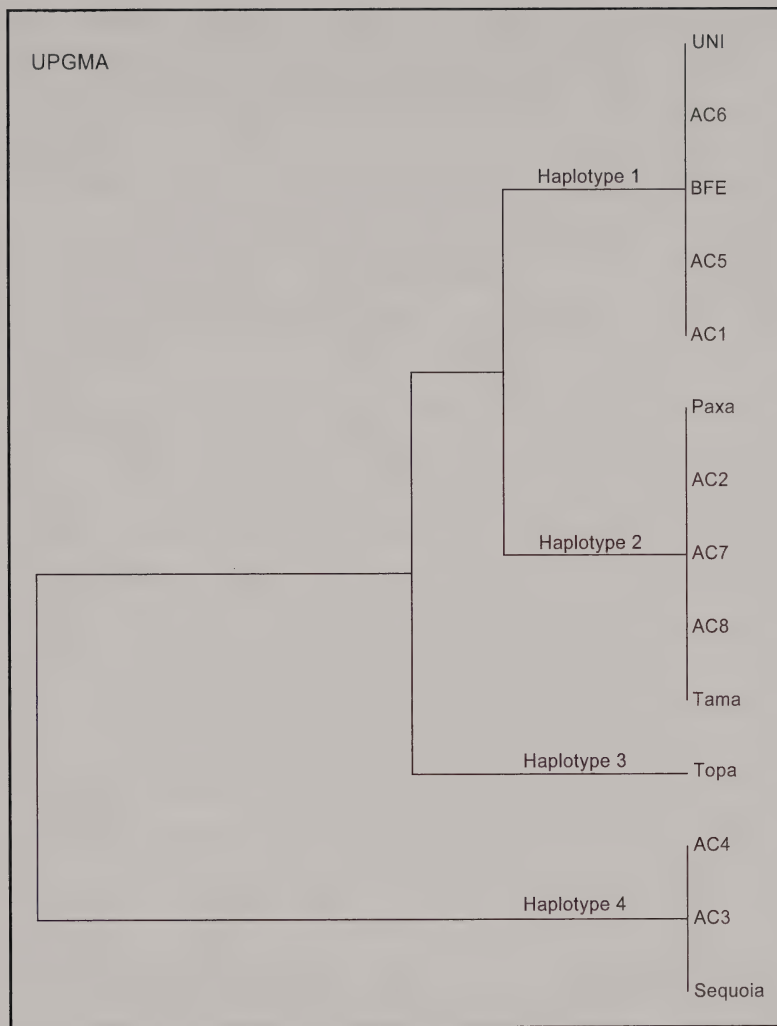 UPGMA
UNI
AC6
Haplotype 1
BFE
AC5
AC1
Paxa
AC2
Haplotype 2
AC7
AC8
Tama
Haplotype 3
Topa
AC4
Haplotype 4
AC3
Sequoia